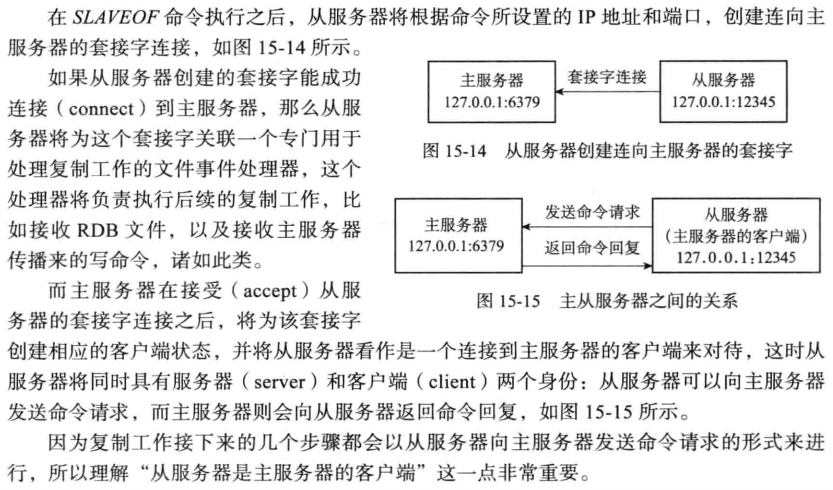 在 SLAVEOF 命令执行之后，从服务器将根据命令所设置的 IP 地址和端口，创建连向主
服务器的套接字连接，如图 15-14 所示。
如果从服务器创建的套接字能成功
连接（connect）到主服务器，那么从服
务器将为这个套接字关联一个专门用于
处理复制工作的文件事件处理器，这个
处理器将负责执行后续的复制工作，比
如接收 RDB 文件，以及接收主服务器
传播来的写命令，诸如此类。
主服务器
127.0.0.1:6379
套接字连接
从服务器
127.0.0.1:12345
图 15-14 从服务器创建连向主服务器的套接字
主服务器
127.0.0.1:6379
发送命令请求
返回命令回复
从服务器
（主服务器的客户端）
127.0.0.1:12345
图 15-15 主从服务器之间的关系
而主服务器在接受（accept）从服
务器的套接字连接之后，将为该套接字
创建相应的客户端状态，并将从服务器看作是一个连接到主服务器的客户端来对待，这时从
服务器将同时具有服务器（server）和客户端（client）两个身份：从服务器可以向主服务器
发送命令请求，而主服务器则会向从服务器返回命令回复，如图 15-15 所示。
因为复制工作接下来的几个步骤都会以从服务器向主服务器发送命令请求的形式来进
行，所以理解“从服务器是主服务器的客户端”这一点非常重要。